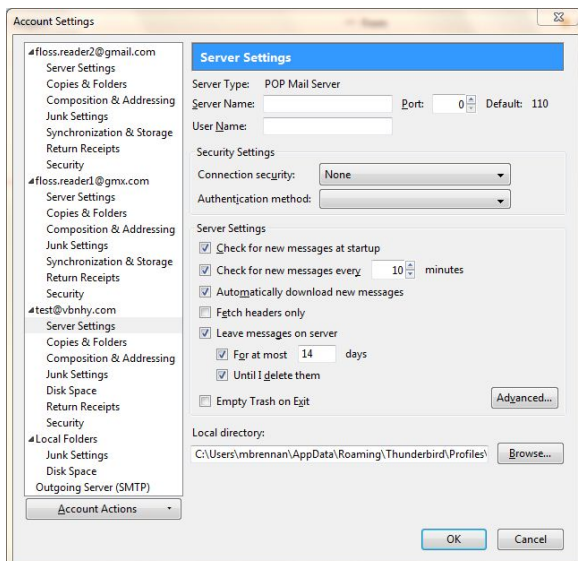 Account Settings
floss.reader2@gmail.com
Server Settings
Copies & Folders
Composition & Addressing
Junk Settings
Synchronization & Storage
Return Receipts
Security
floss.reader1@gmx.com
Server Settings
Copies & Folders
Composition & Addressing
Junk Settings
Synchronization & Storage
Return Receipts
Security
test@vbnhy.com
Server Settings
Copies & Folders
Composition & Addressing
Junk Settings
Disk Space
Return Receipts
Security
Local Folders
Junk Settings
Disk Space
Outgoing Server (SMTP)
Account Actions
Server Settings
Server Type: POP Mail Server
Server Name: Port: 0 Default: 110
User Name:
Security Settings
Connection security: None
Authentication method:
Server Settings
Check for new messages at startup
Check for new messages every 10 minutes
Automatically download new messages
Fetch headers only
Leave messages on server
For at most 14 days
Until I delete them
Empty Trash on Exit
Advanced...
Local directory:
C:\Users\mbrennan\AppData\Roaming\Thunderbird\Profiles\
Browse...
OK Cancel